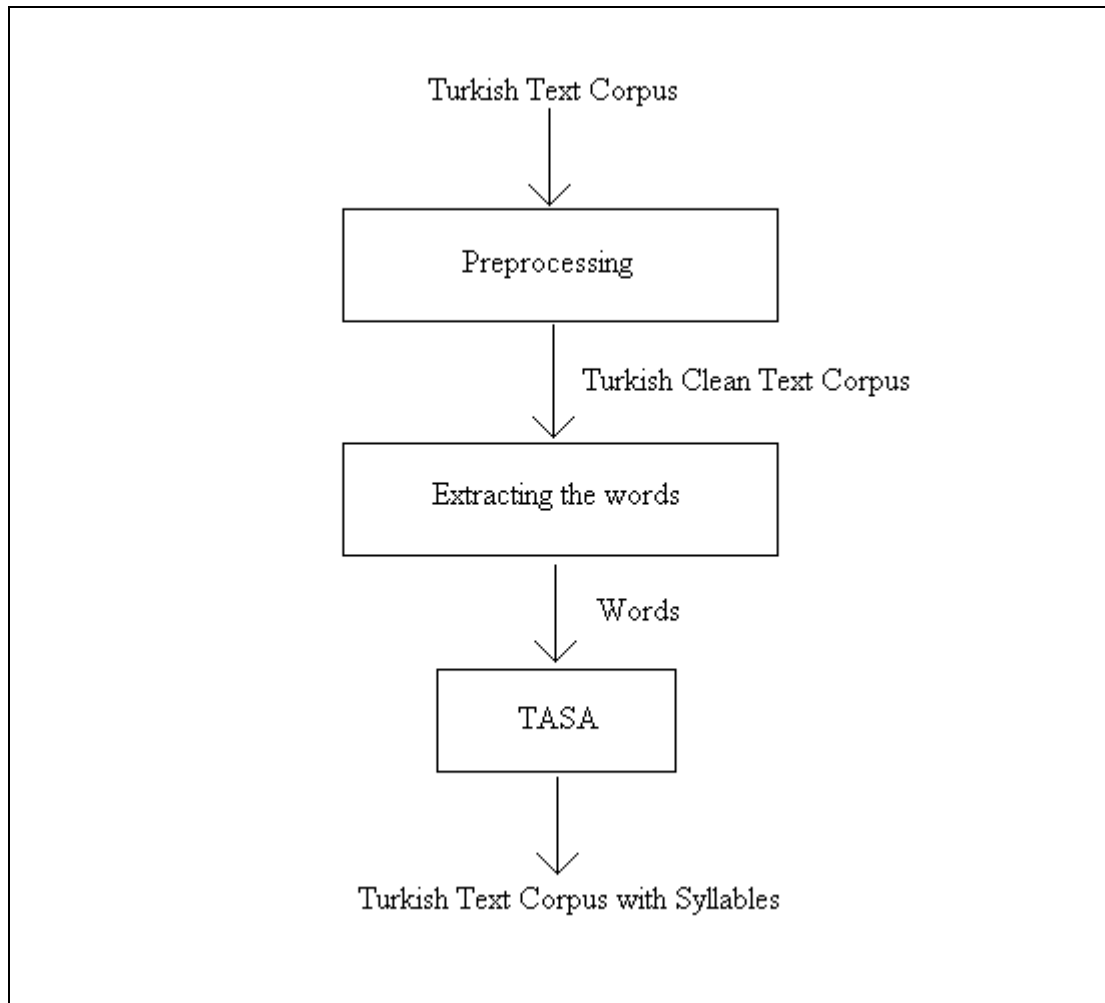 Turkish Text Corpus
Preprocessing
Turkish Clean Text Corpus
Extracting the words
Words
TASA
Turkish Text Corpus with Syllables